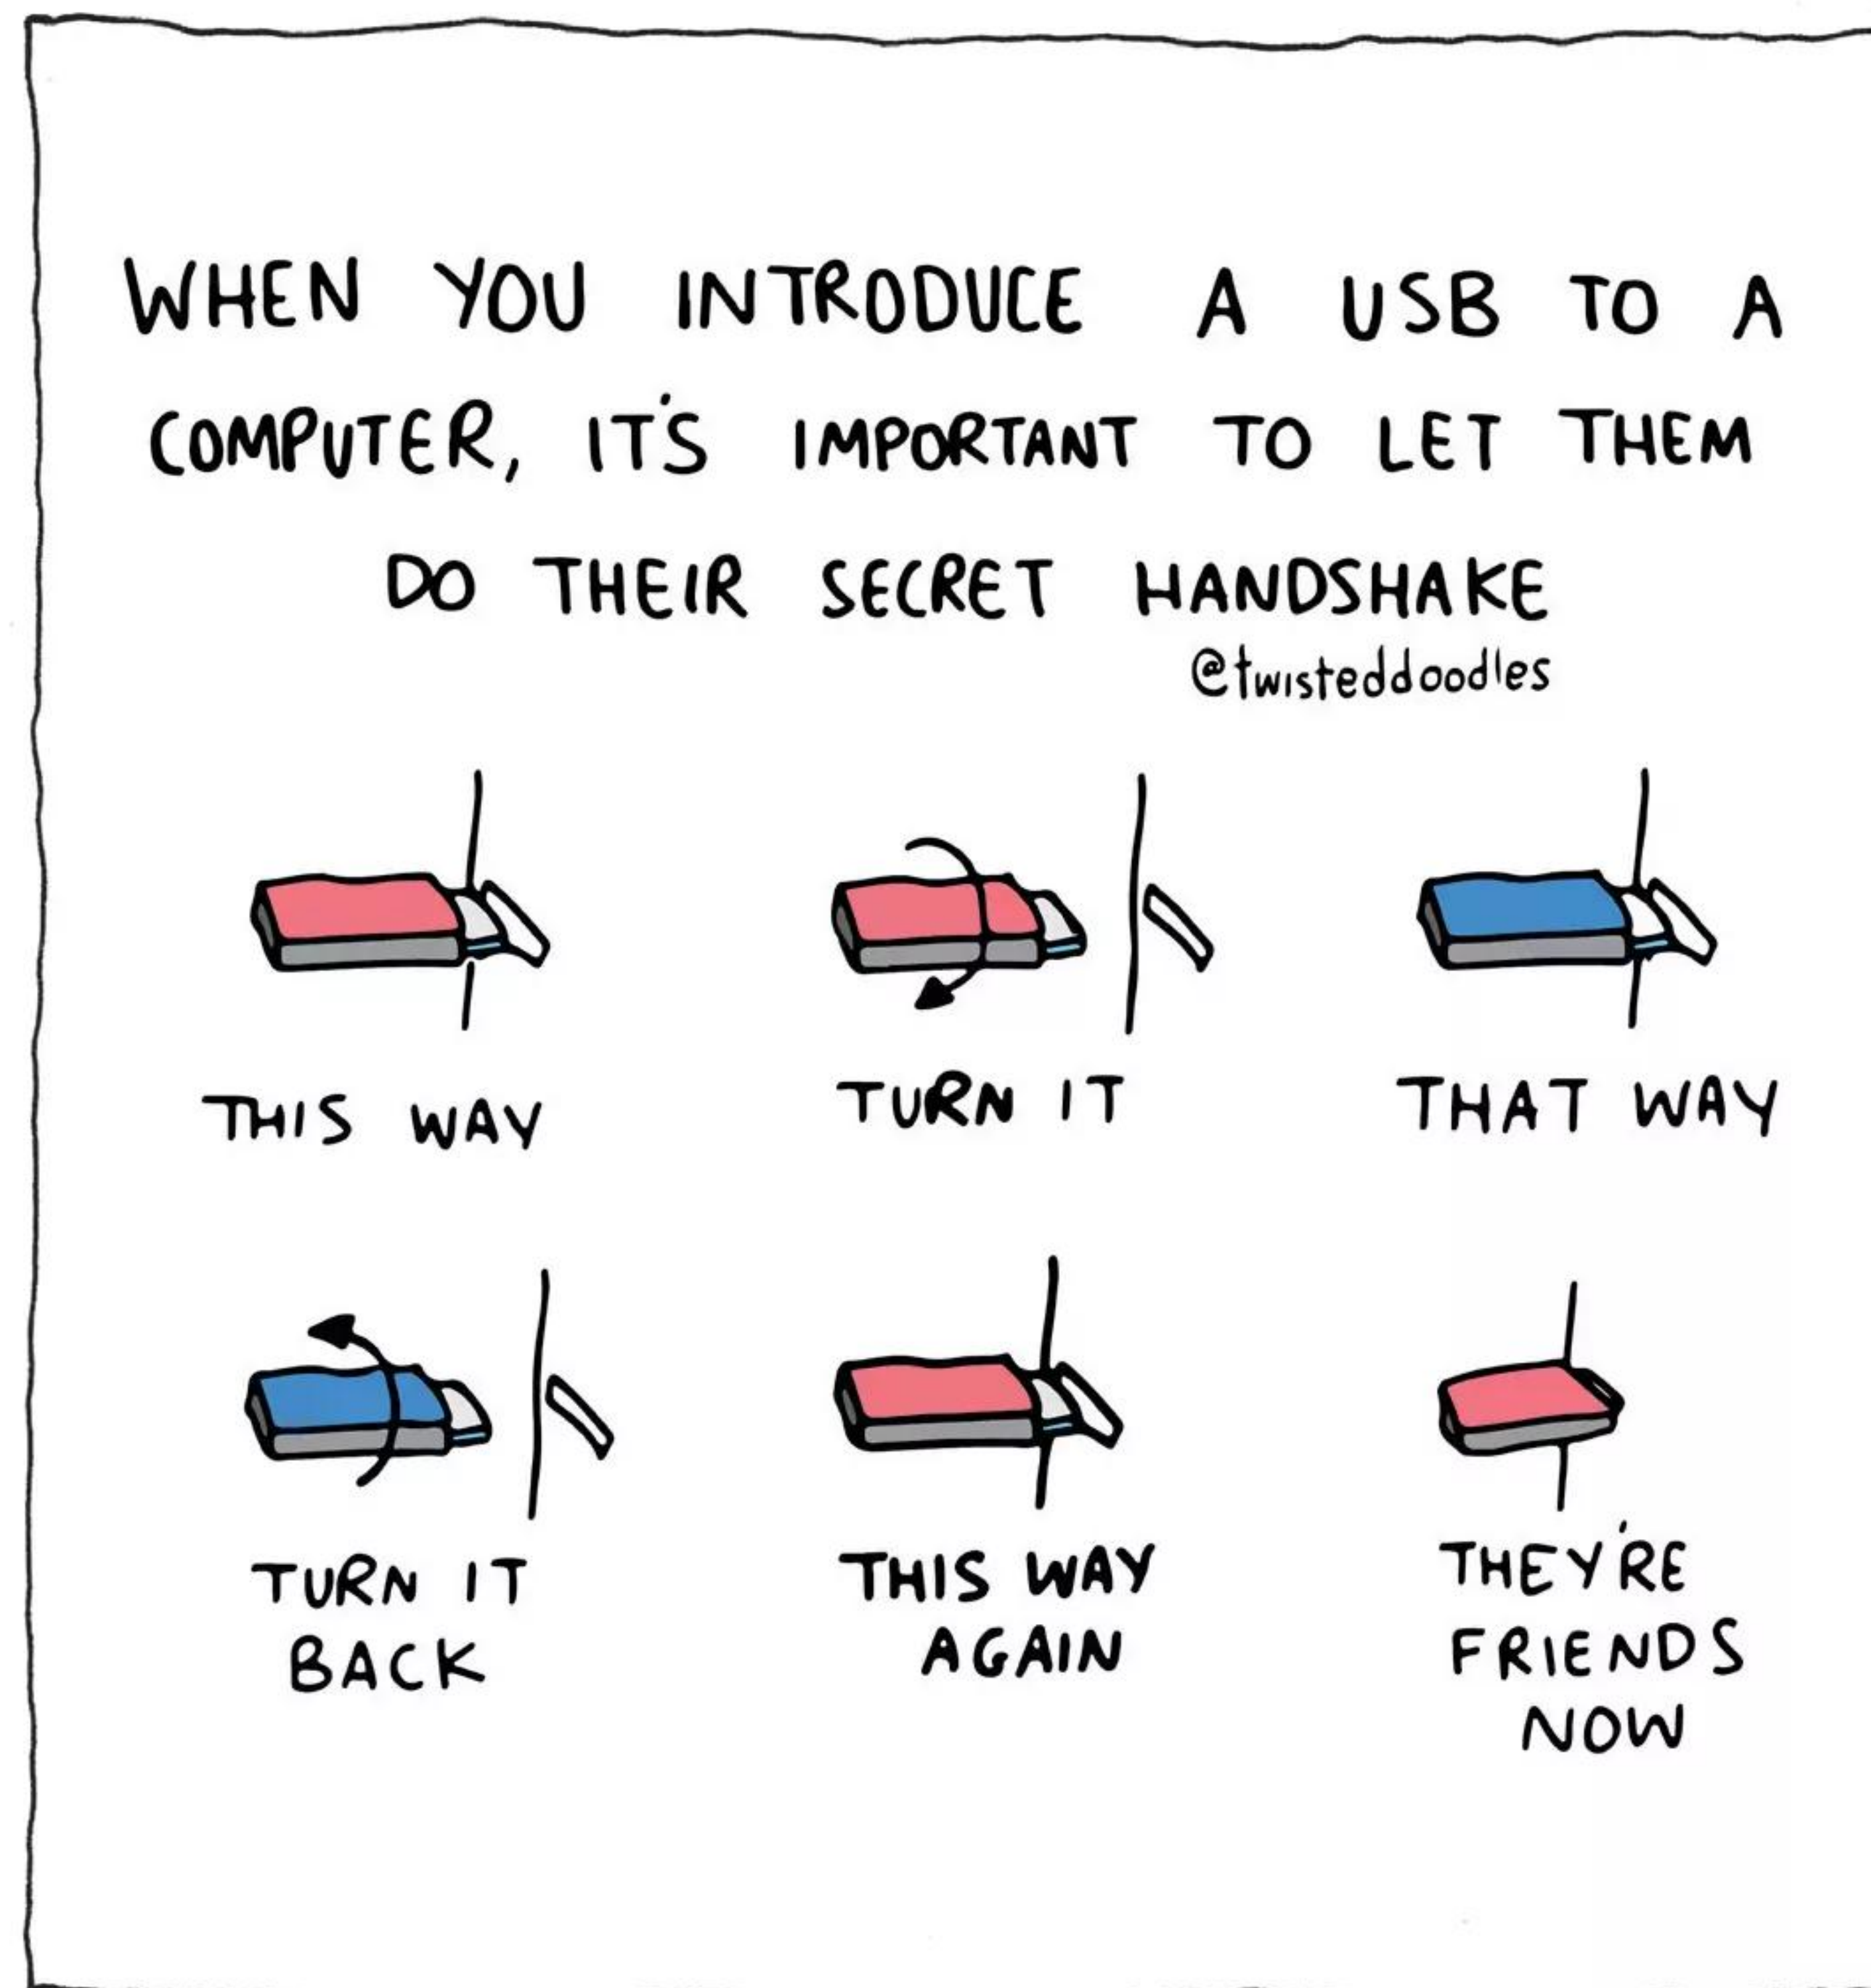 WHEN YOU INTRODUCE A USB TO A
COMPUTER, IT'S IMPORTANT TO LET THEM
DO THEIR SECRET HANDSHAKE
@twisteddoodles
THIS WAY
TURN IT
THAT WAY
TURN IT
BACK
THIS WAY
AGAIN
THEY'RE
FRIENDS
NOW